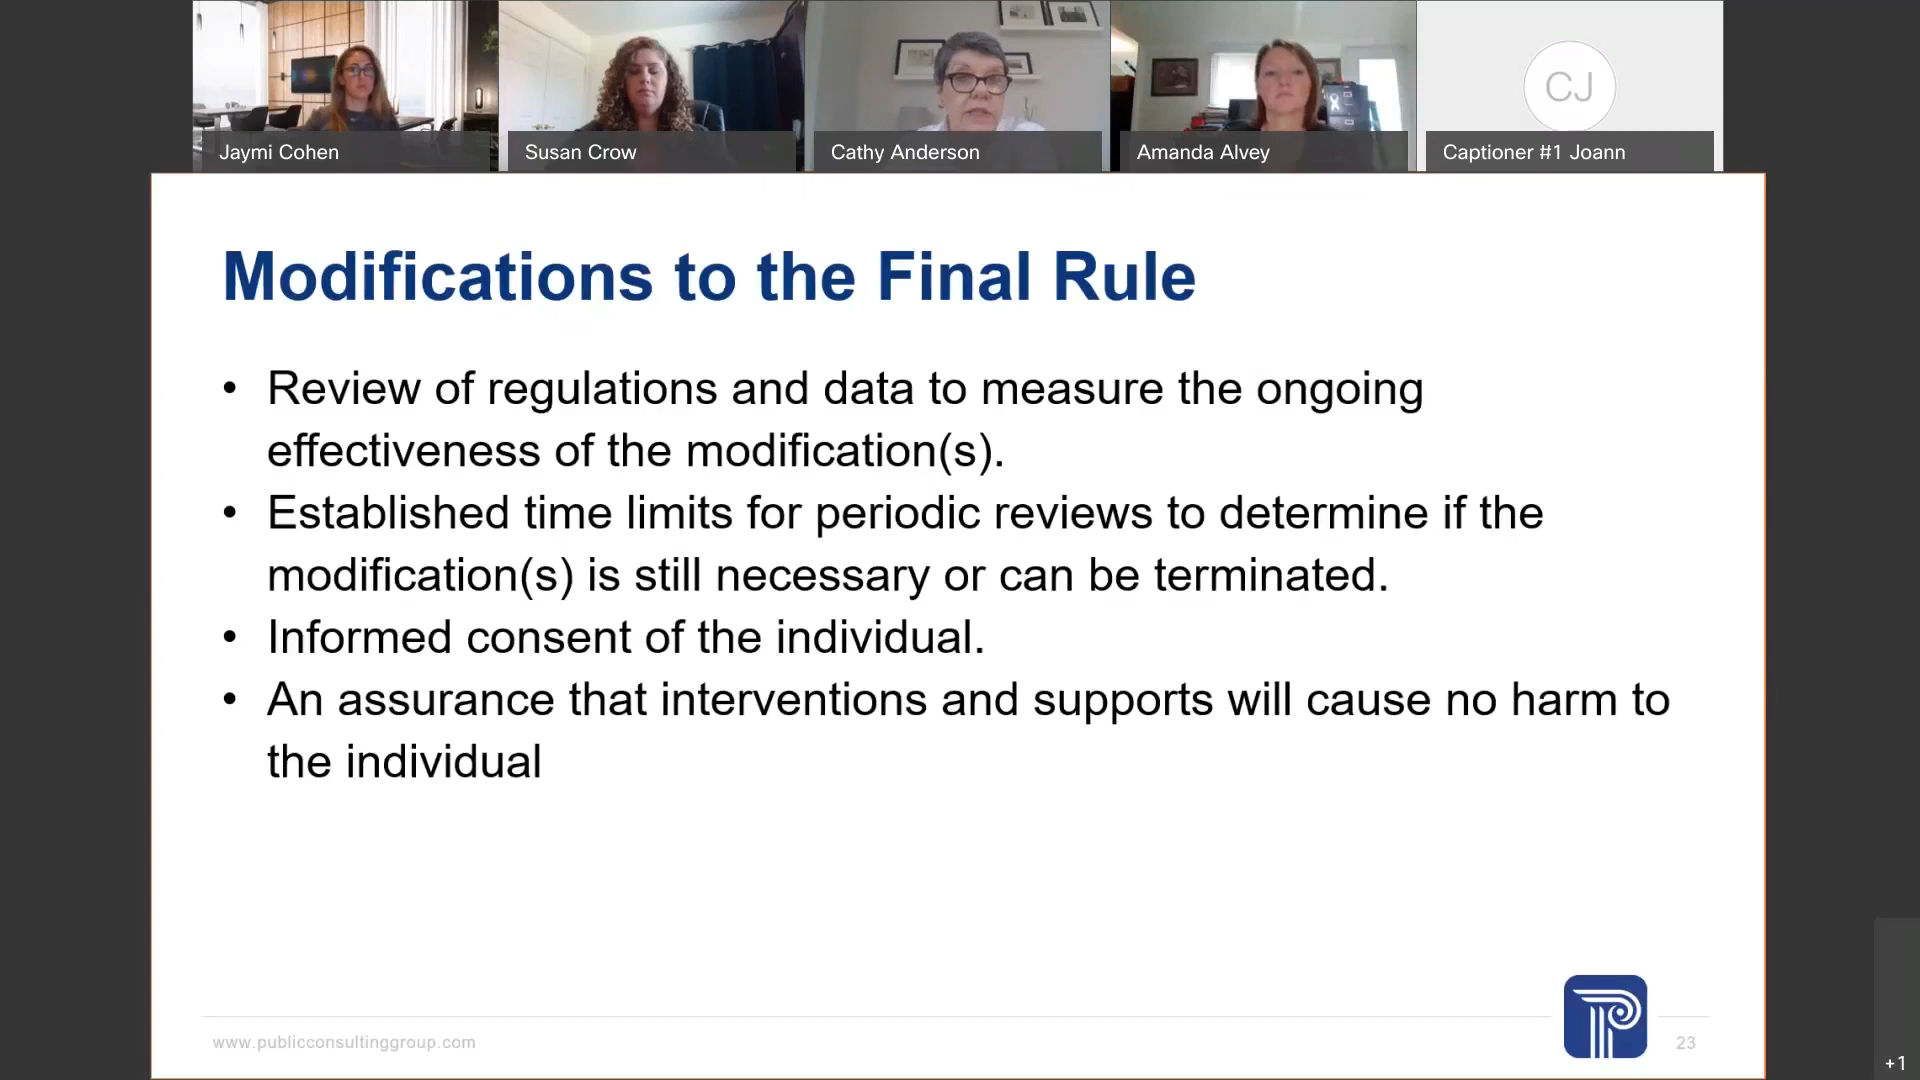 Jaymi Cohen
Susan Crow
Cathy Anderson
Amanda Alvey
CJ
Captioner #1 Joann
Modifications to the Final Rule
• Review of regulations and data to measure the ongoing
effectiveness of the modification(s).
• Established time limits for periodic reviews to determine if the
modification(s) is still necessary or can be terminated.
• Informed consent of the individual.
• An assurance that interventions and supports will cause no harm to
the individual
www.publicconsultinggroup.com
23
+1